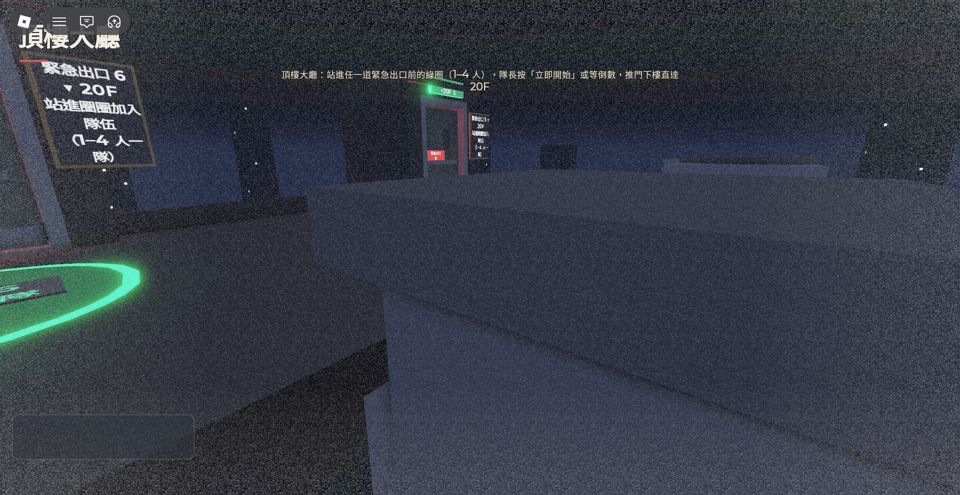 頂樓大廳
緊急出口 6
▼ 20F
站進圈圈加入
隊伍
(1–4 人一
隊)
頂樓大廳：站進任一道緊急出口前的綠圈（1–4 人），隊長按「立即開始」或等倒數，推門下樓直達
20F